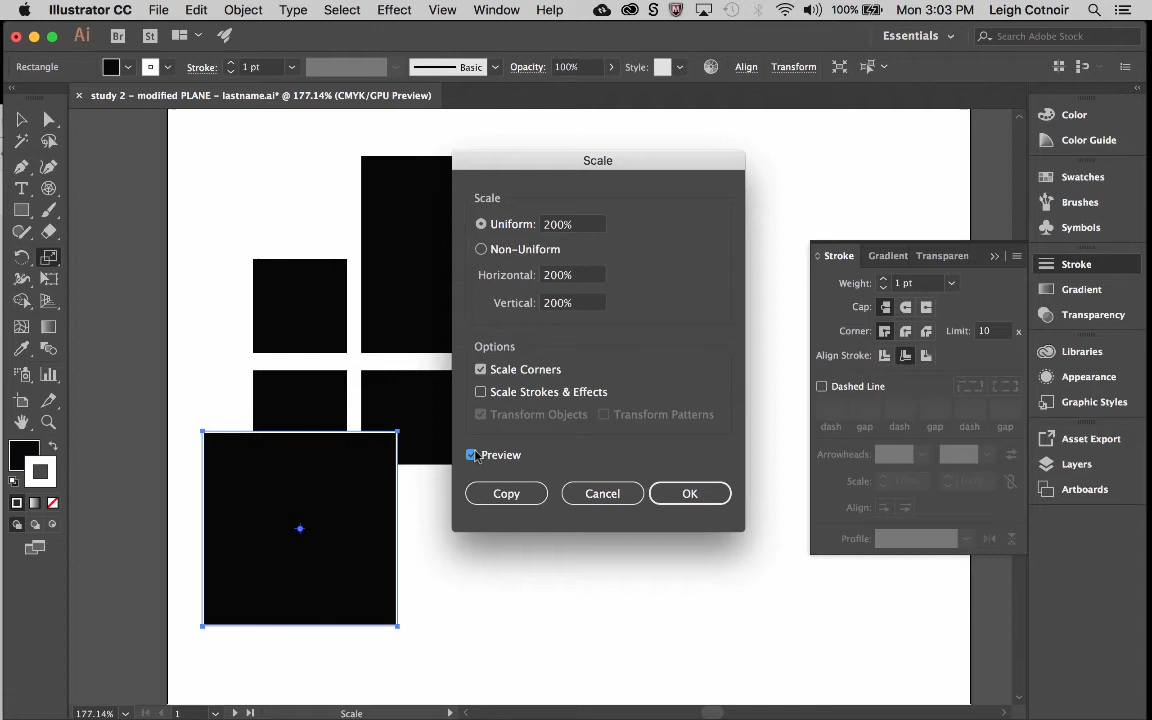 Illustrator CC File Edit Object Type Select Effect View Window Help 100% Mon 3:03 PM Leigh Cotnoir
Ai Br St Essentials Search Adobe Stock
Rectangle Stroke: 1 pt Basic Opacity: 100% Style: Align Transform
× study 2 – modified PLANE – lastname.ai* @ 177.14% (CMYK/GPU Preview)
Color
Color Guide
Swatches
Brushes
Symbols
Stroke
Gradient
Transparency
Libraries
Appearance
Graphic Styles
Asset Export
Layers
Artboards
Scale
Scale
Uniform: 200%
Non-Uniform
Horizontal: 200%
Vertical: 200%
Options
Scale Corners
Scale Strokes & Effects
Transform Objects Transform Patterns
Preview
Copy Cancel OK
Stroke Gradient Transparen
Weight: 1 pt
Cap:
Corner: Limit: 10 x
Align Stroke:
Dashed Line
dash gap dash gap dash gap
Arrowheads:
Scale:
Align:
Profile:
177.14% 1 Scale